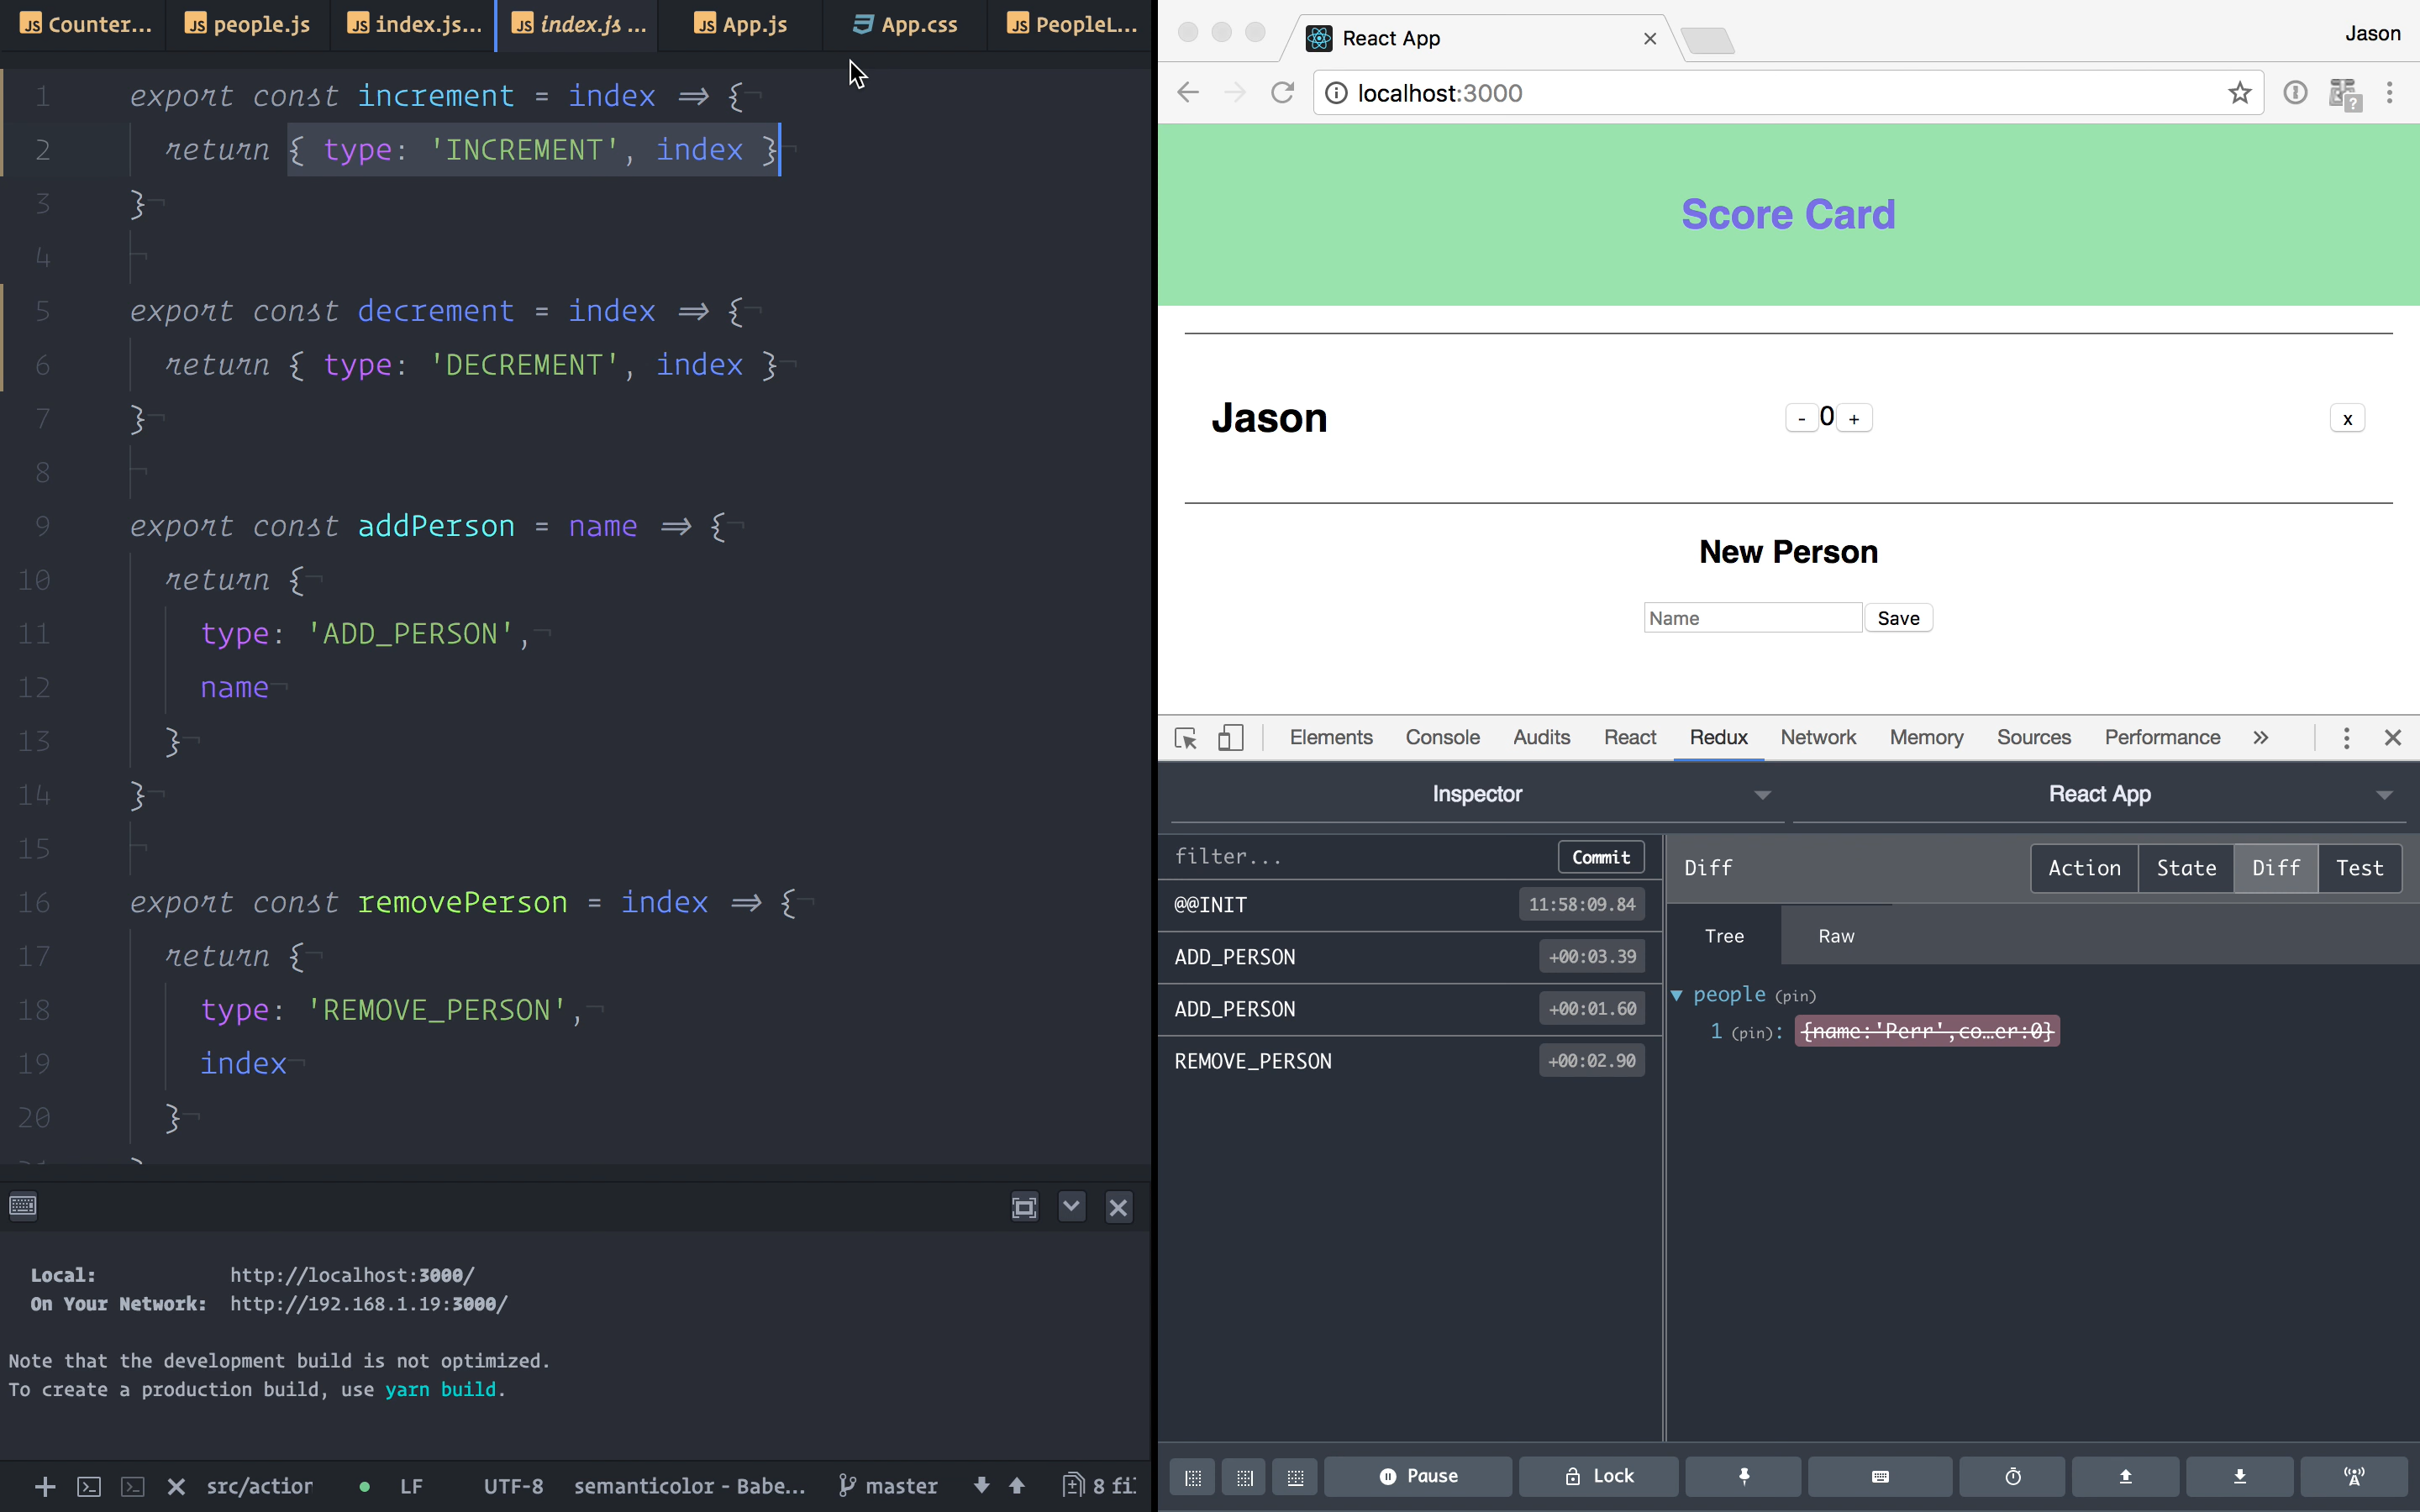 Counter... people.js index.js... index.js ... App.js App.css PeopleL...
1 export const increment = index => {
2 return { type: 'INCREMENT', index }
3 }
4
5 export const decrement = index => {
6 return { type: 'DECREMENT', index }
7 }
8
9 export const addPerson = name => {
10 return {
11 type: 'ADD_PERSON',
12 name
13 }
14 }
15
16 export const removePerson = index => {
17 return {
18 type: 'REMOVE_PERSON',
19 index
20 }
Local: http://localhost:3000/
On Your Network: http://192.168.1.19:3000/
Note that the development build is not optimized.
To create a production build, use yarn build.
src/action LF UTF-8 semanticolor - Babe... master 8 fi
React App
Jason
localhost:3000
Score Card
Jason - 0 + x
New Person
Name Save
Elements Console Audits React Redux Network Memory Sources Performance »
Inspector React App
filter... Commit
@@INIT 11:58:09.84
ADD_PERSON +00:03.39
ADD_PERSON +00:01.60
REMOVE_PERSON +00:02.90
Diff Action State Diff Test
Tree Raw
people (pin)
1 (pin): {name:'Perr',co…er:0}
Pause Lock